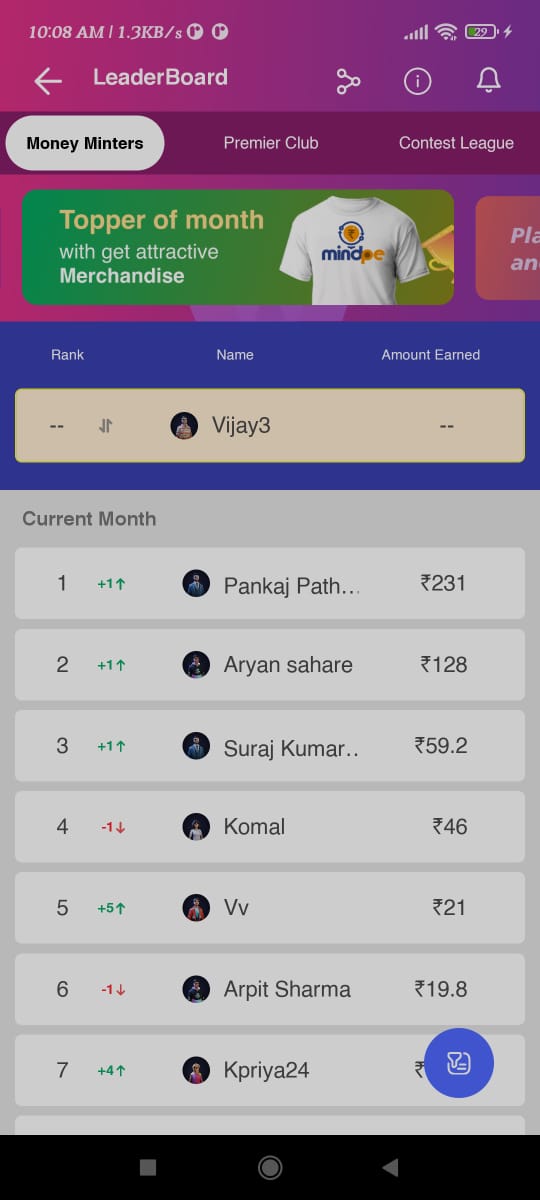 10:08 AM | 1.3KB/s
29
LeaderBoard
Money Minters
Premier Club
Contest League
Topper of month
with get attractive
Merchandise
mindpe
an
Rank
Name
Amount Earned
--
Vijay3
--
Current Month
1 +1↑ Pankaj Path... ₹231
2 +1↑ Aryan sahare ₹128
3 +1↑ Suraj Kumar.. ₹59.2
4 -1↓ Komal ₹46
5 +5↑ Vv ₹21
6 -1↓ Arpit Sharma ₹19.8
7 +4↑ Kpriya24 ₹